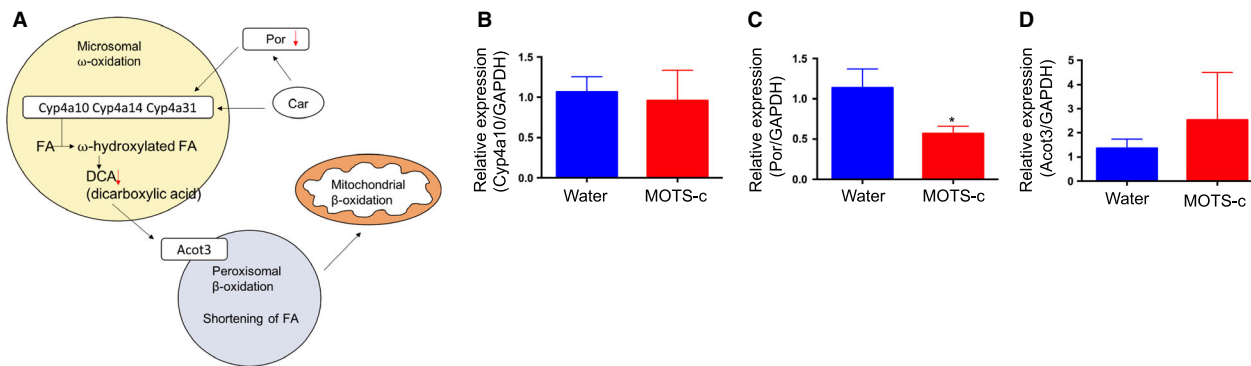 A
Microsomal
ω-oxidation
Por
Cyp4a10 Cyp4a14 Cyp4a31
Car
FA ω-hydroxylated FA
DCA
(dicarboxylic acid)
Mitochondrial
β-oxidation
Acot3
Peroxisomal
β-oxidation
Shortening of FA
B
Relative expression
(Cyp4a10/GAPDH)
1.5
1.0
0.5
0.0
Water MOTS-c
C
Relative expression
(Por/GAPDH)
1.5
1.0
0.5
0.0
*
Water MOTS-c
D
Relative expression
(Acot3/GAPDH)
5
4
3
2
1
0
Water MOTS-c